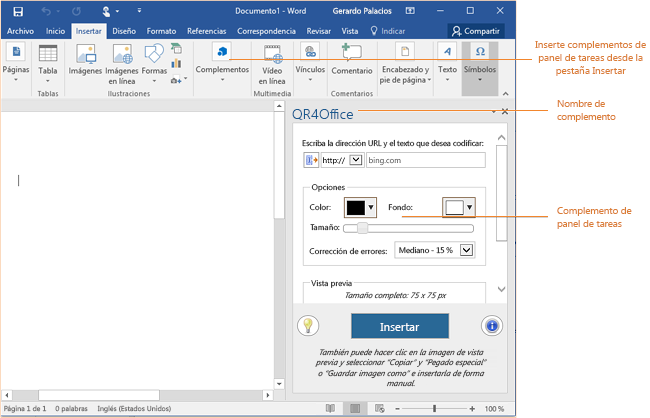 Documento1 - Word
Gerardo Palacios
Archivo Inicio Insertar Diseño Formato Referencias Correspondencia Revisar Vista Indicar Compartir
Páginas
Tabla
Imágenes
Imágenes en línea
Formas
Complementos
Vídeo en línea
Vínculos
Comentario
Encabezado y pie de página
Texto
Símbolos
Tablas
Ilustraciones
Multimedia
Comentarios
Inserte complementos de
panel de tareas desde la
pestaña Insertar
QR4Office
Nombre de
complemento
Escriba la dirección URL y el texto que desea codificar:
http://
bing.com
Opciones
Color:
Fondo:
Complemento de
panel de tareas
Tamaño:
Corrección de errores:
Mediano - 15 %
Vista previa
Tamaño completo: 75 x 75 px
Insertar
También puede hacer clic en la imagen de vista
previa y seleccionar "Copiar" y "Pegado especial"
o "Guardar imagen como" e insertarla de forma
manual.
Página 1 de 1 0 palabras Inglés (Estados Unidos) 100 %